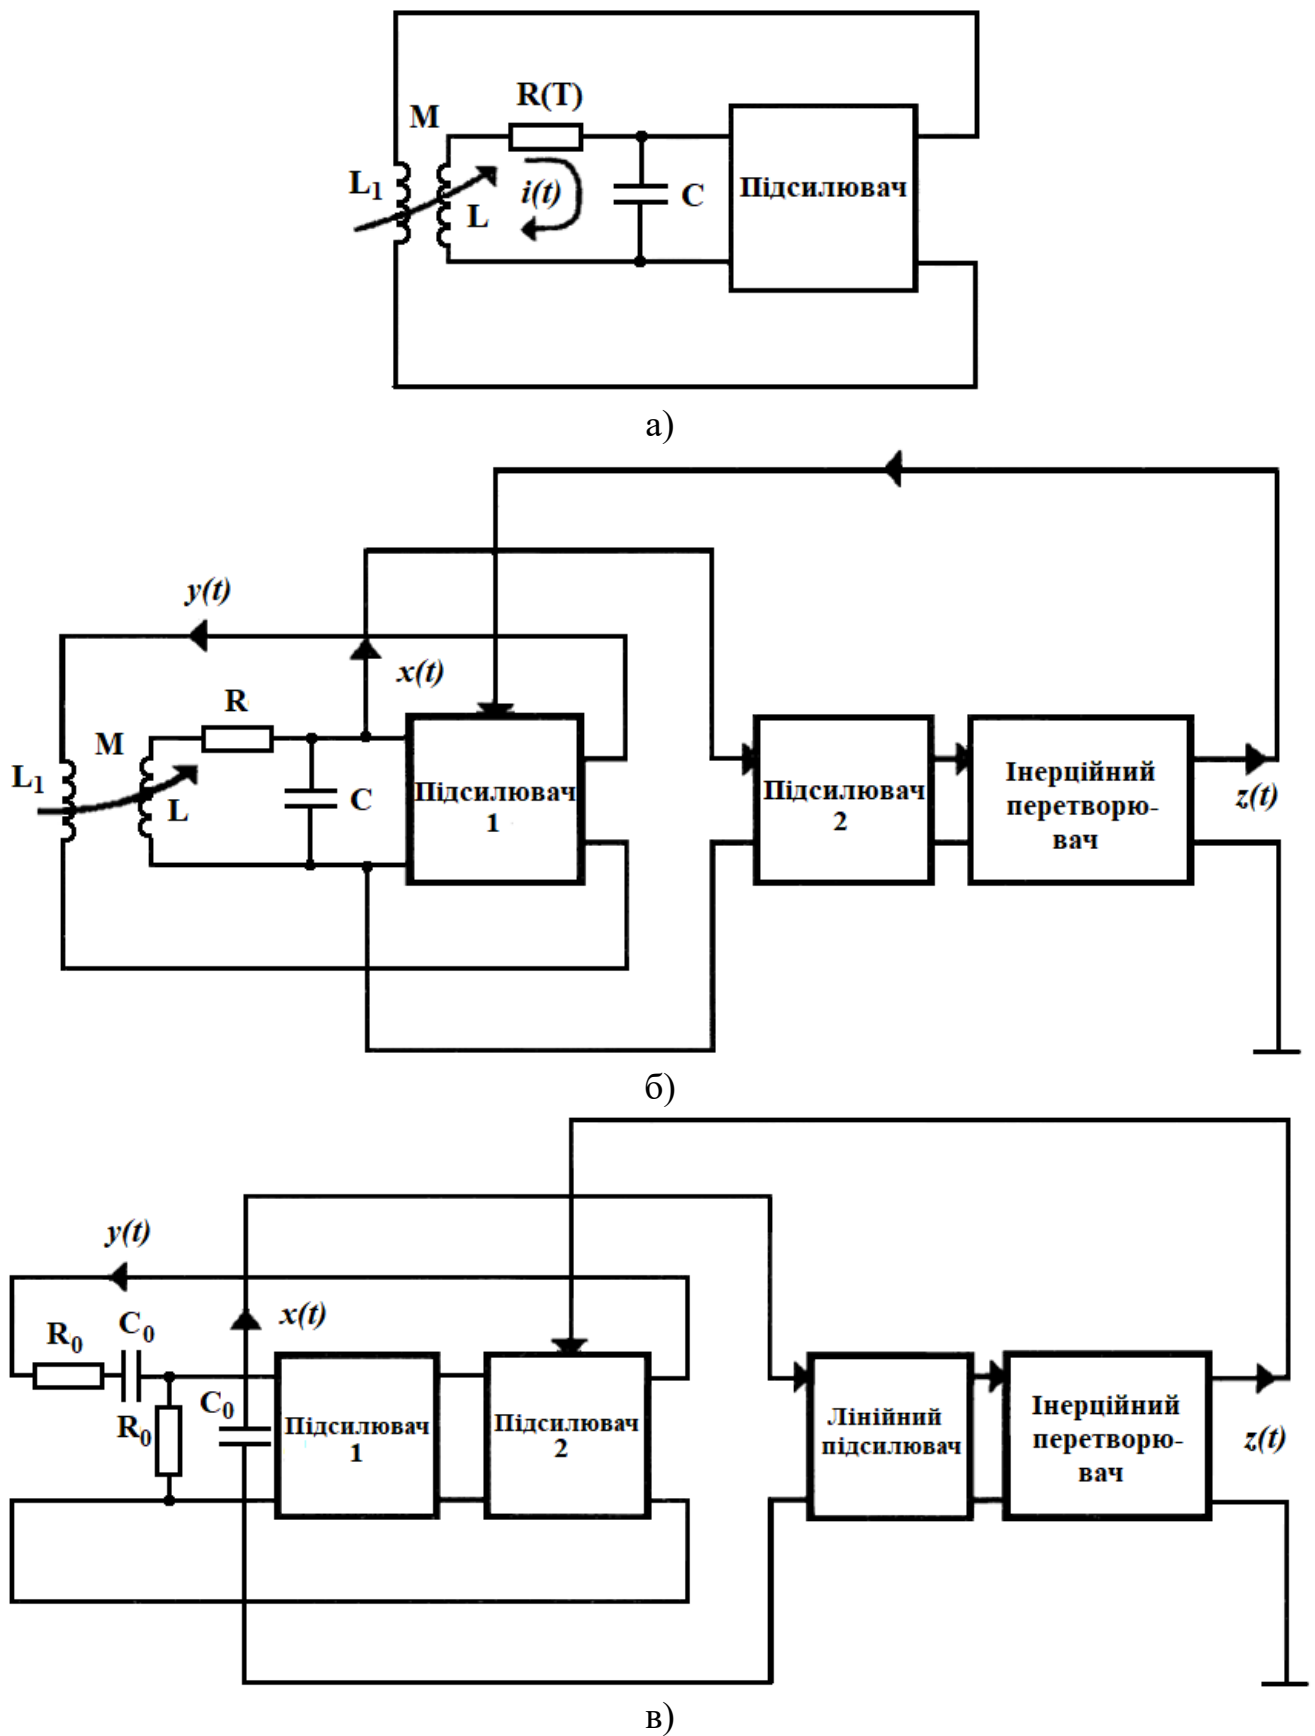 R(T)
M
L1
i(t)
L
C
Підсилювач
а)
y(t)
x(t)
R
M
L1
L
C
Підсилювач
1
Підсилювач
2
Інерційний
перетворю-
вач
z(t)
б)
y(t)
x(t)
R0
C0
R0
C0
Підсилювач
1
Підсилювач
2
Лінійний
підсилювач
Інерційний
перетворю-
вач
z(t)
в)